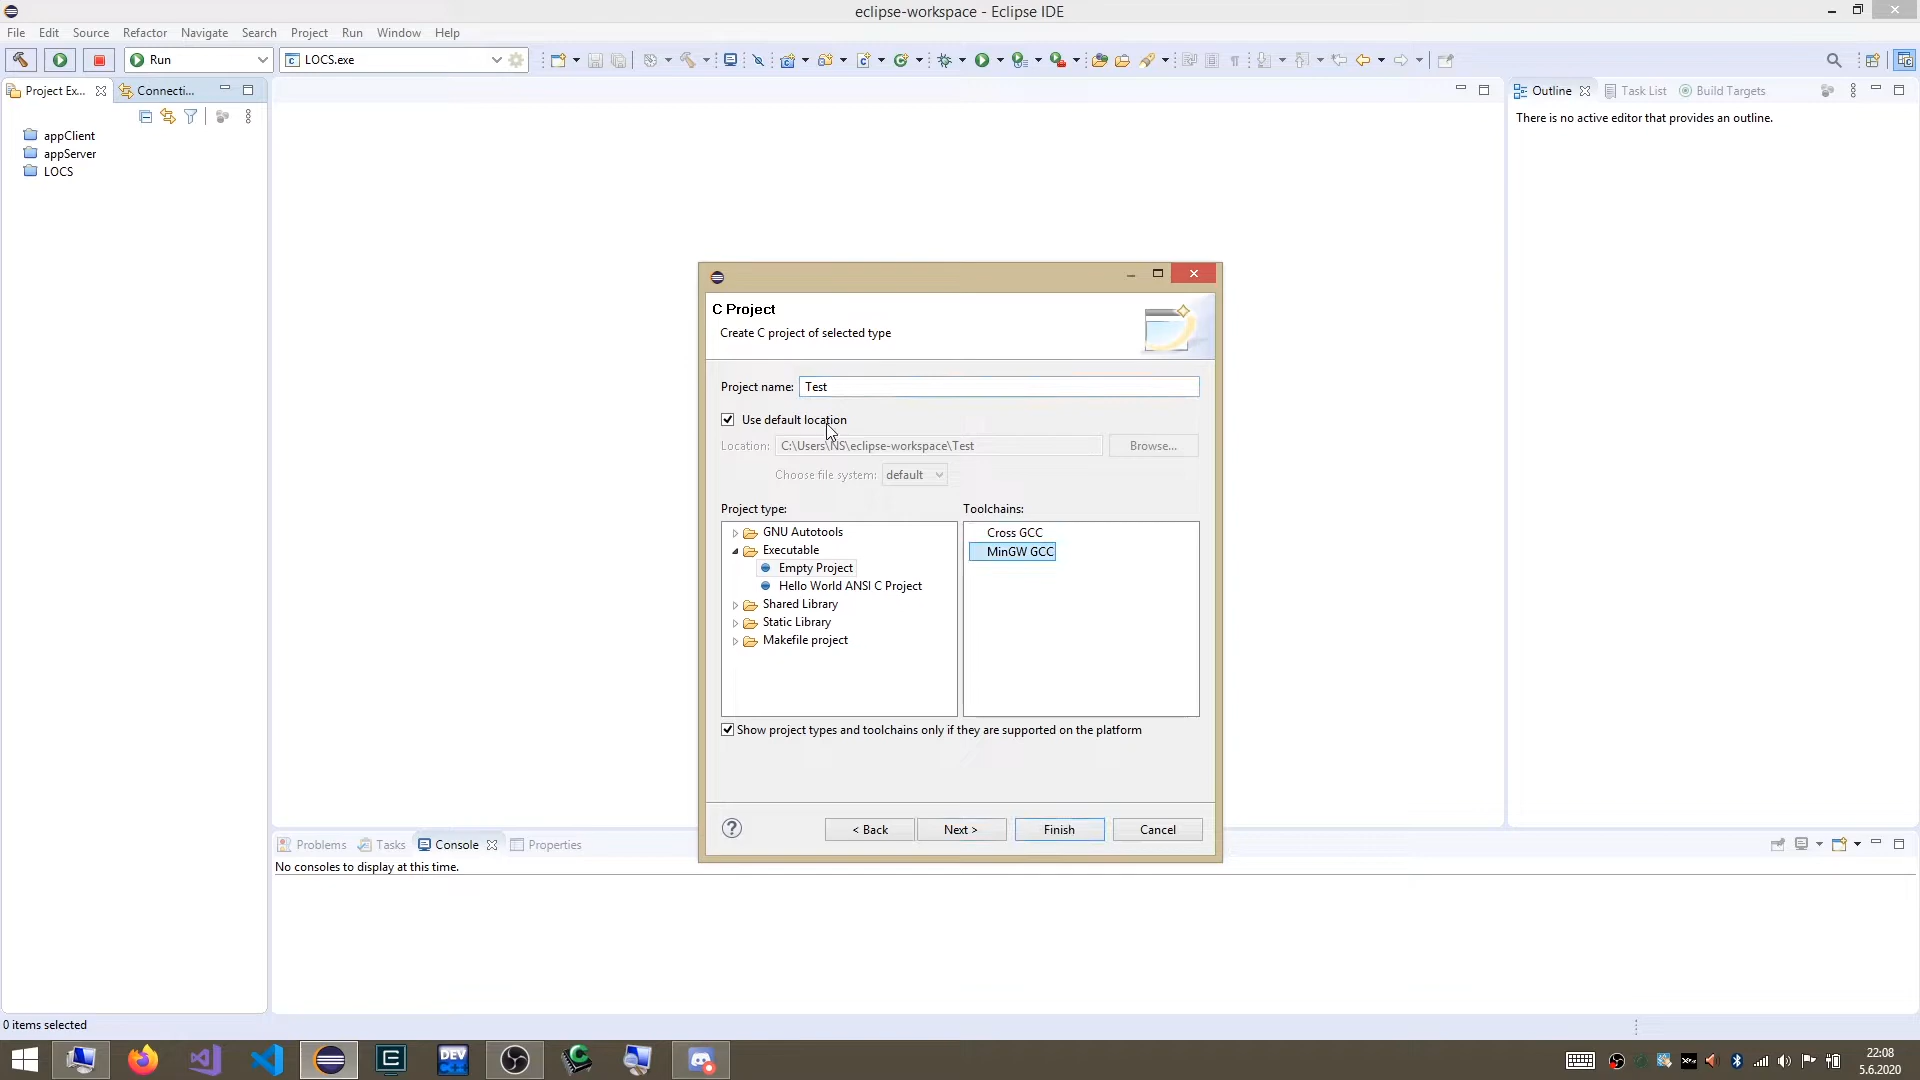 eclipse-workspace - Eclipse IDE
File Edit Source Refactor Navigate Search Project Run Window Help
Run LOCS.exe
Project Ex... Connecti... Outline Task List Build Targets
There is no active editor that provides an outline.
appClient
appServer
LOCS
C Project
Create C project of selected type
Project name: Test
Use default location
Location: C:\Users\NS\eclipse-workspace\Test Browse...
Choose file system: default
Project type: Toolchains:
GNU Autotools Cross GCC
Executable MinGW GCC
Empty Project
Hello World ANSI C Project
Shared Library
Static Library
Makefile project
Show project types and toolchains only if they are supported on the platform
? < Back Next > Finish Cancel
Problems Tasks Console Properties
No consoles to display at this time.
0 items selected
DEV
22:08
5.6.2020